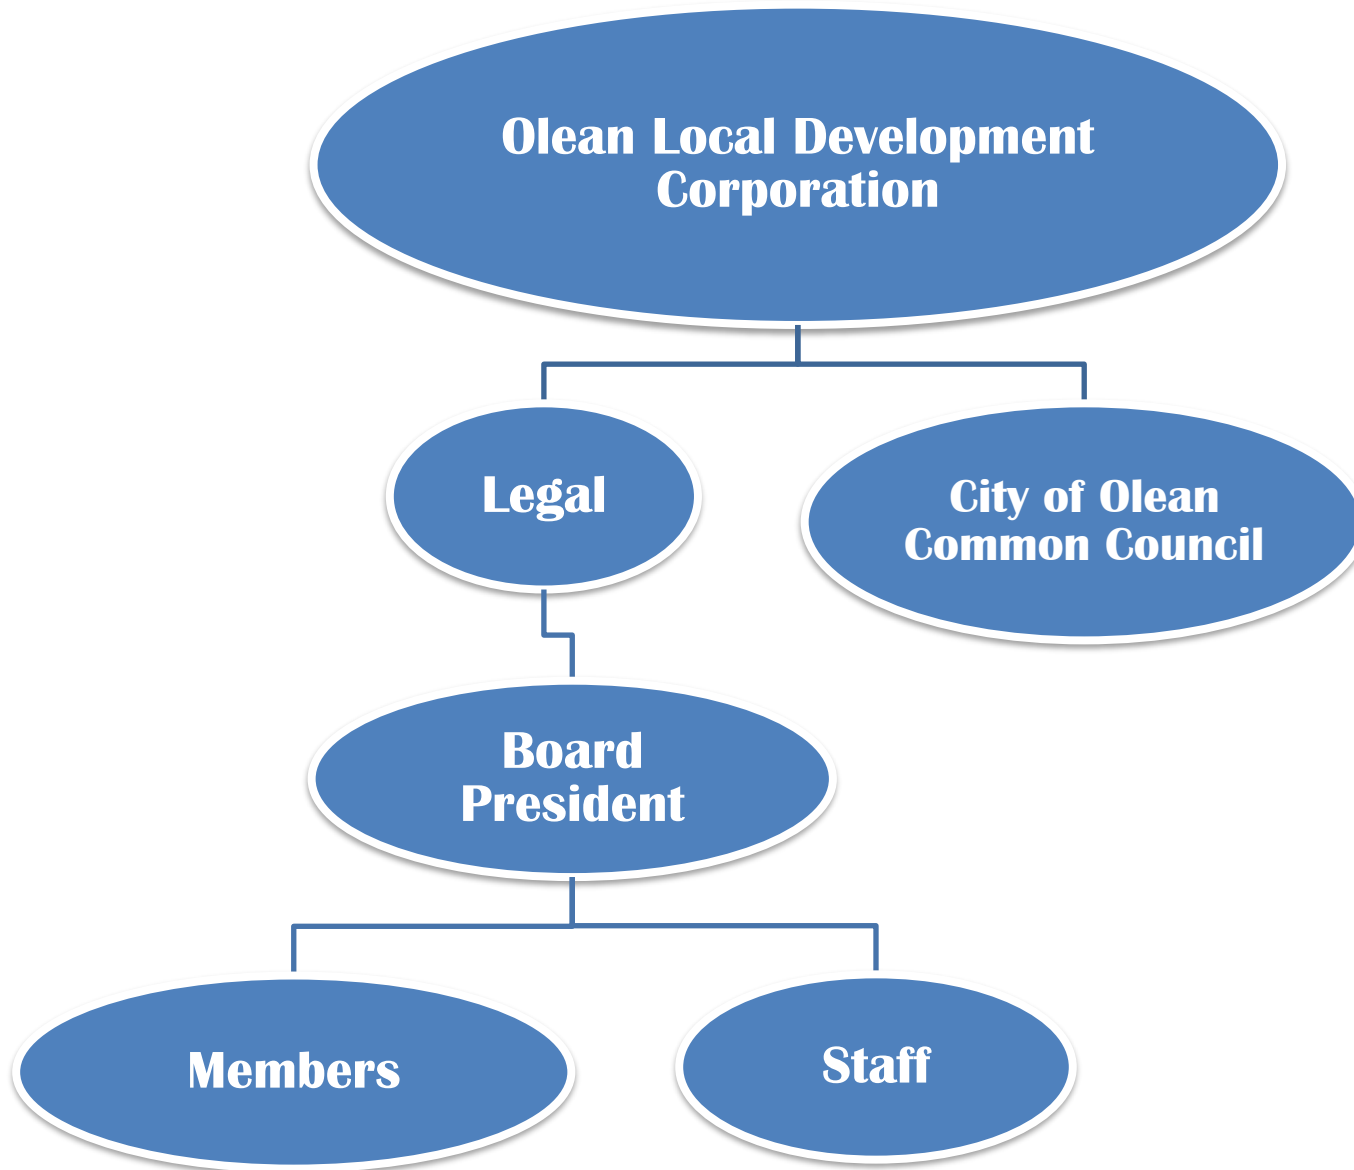 Olean Local Development
Corporation
Legal
City of Olean
Common Council
Board
President
Members
Staff